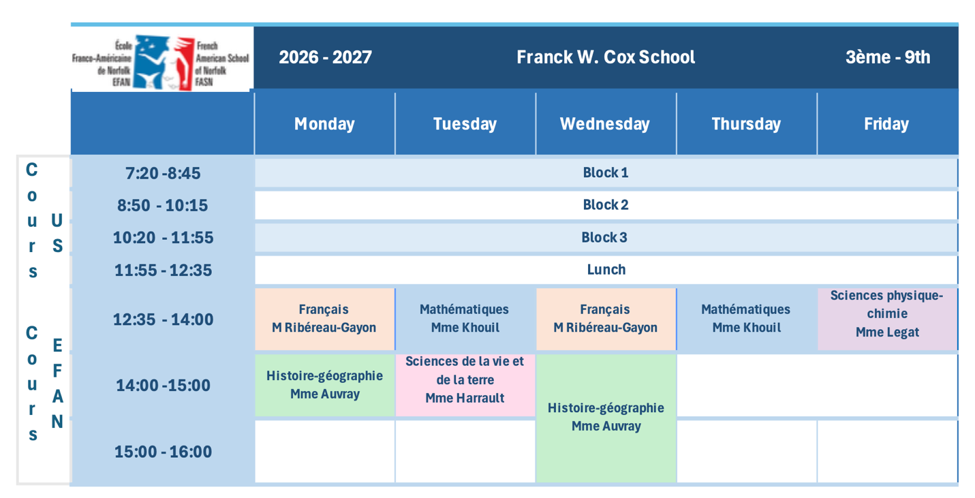 École
Franco-Américaine
de Norfolk
EFAN
French
American School
of Norfolk
FASN
2026 - 2027
Franck W. Cox School
3ème - 9th
Monday
Tuesday
Wednesday
Thursday
Friday
Cours US
7:20 -8:45
Block 1
8:50 - 10:15
Block 2
10:20 - 11:55
Block 3
11:55 - 12:35
Lunch
Cours EFAN
12:35 - 14:00
Français
M Ribéreau-Gayon
Mathématiques
Mme Khouil
Français
M Ribéreau-Gayon
Mathématiques
Mme Khouil
Sciences physique-
chimie
Mme Legat
14:00 -15:00
Histoire-géographie
Mme Auvray
Sciences de la vie et
de la terre
Mme Harrault
Histoire-géographie
Mme Auvray
15:00 - 16:00